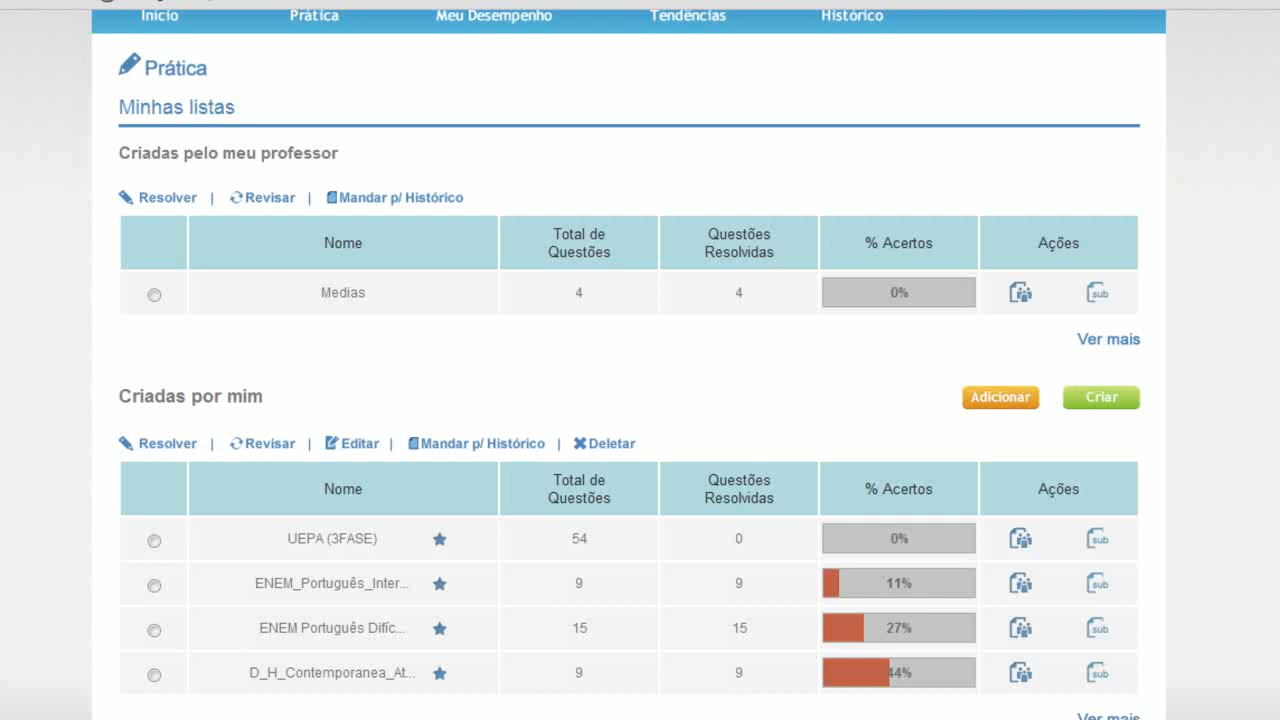 Início Prática Meu Desempenho Tendências Histórico
Prática
Minhas listas
Criadas pelo meu professor
Resolver | Revisar | Mandar p/ Histórico
Nome Total de Questões Questões Resolvidas % Acertos Ações
Medias 4 4 0% sub
Ver mais
Criadas por mim Adicionar Criar
Resolver | Revisar | Editar | Mandar p/ Histórico | Deletar
Nome Total de Questões Questões Resolvidas % Acertos Ações
UEPA (3FASE) 54 0 0% sub
ENEM_Português_Inter... 9 9 11% sub
ENEM Português Difíc... 15 15 27% sub
D_H_Contemporanea_At... 9 9 44% sub
Ver mais